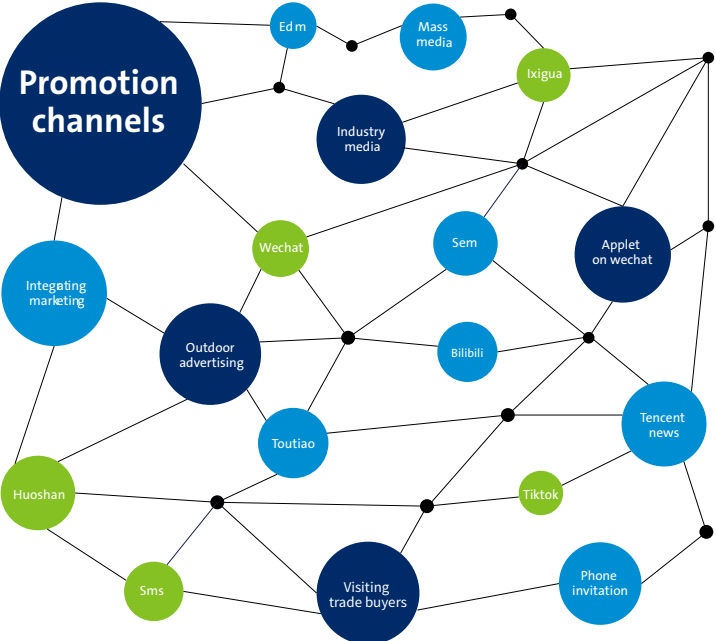 Promotion
channels
Edm
Mass
media
Ixigua
Industry
media
Wechat
Sem
Applet
on wechat
Integrating
marketing
Outdoor
advertising
Bilibili
Toutiao
Tencent
news
Huoshan
Tiktok
Sms
Visiting
trade buyers
Phone
invitation